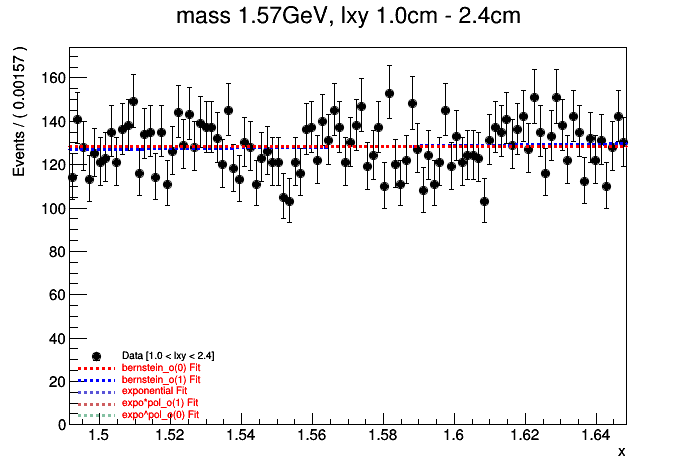 mass 1.57GeV, lxy 1.0cm - 2.4cm
Events / ( 0.00157 )
160
140
120
100
80
60
40
20
0
Data [1.0 < lxy < 2.4]
bernstein_o(0) Fit
bernstein_o(1) Fit
exponential Fit
expo*pol_o(1) Fit
expo^pol_o(0) Fit
1.5 1.52 1.54 1.56 1.58 1.6 1.62 1.64
x